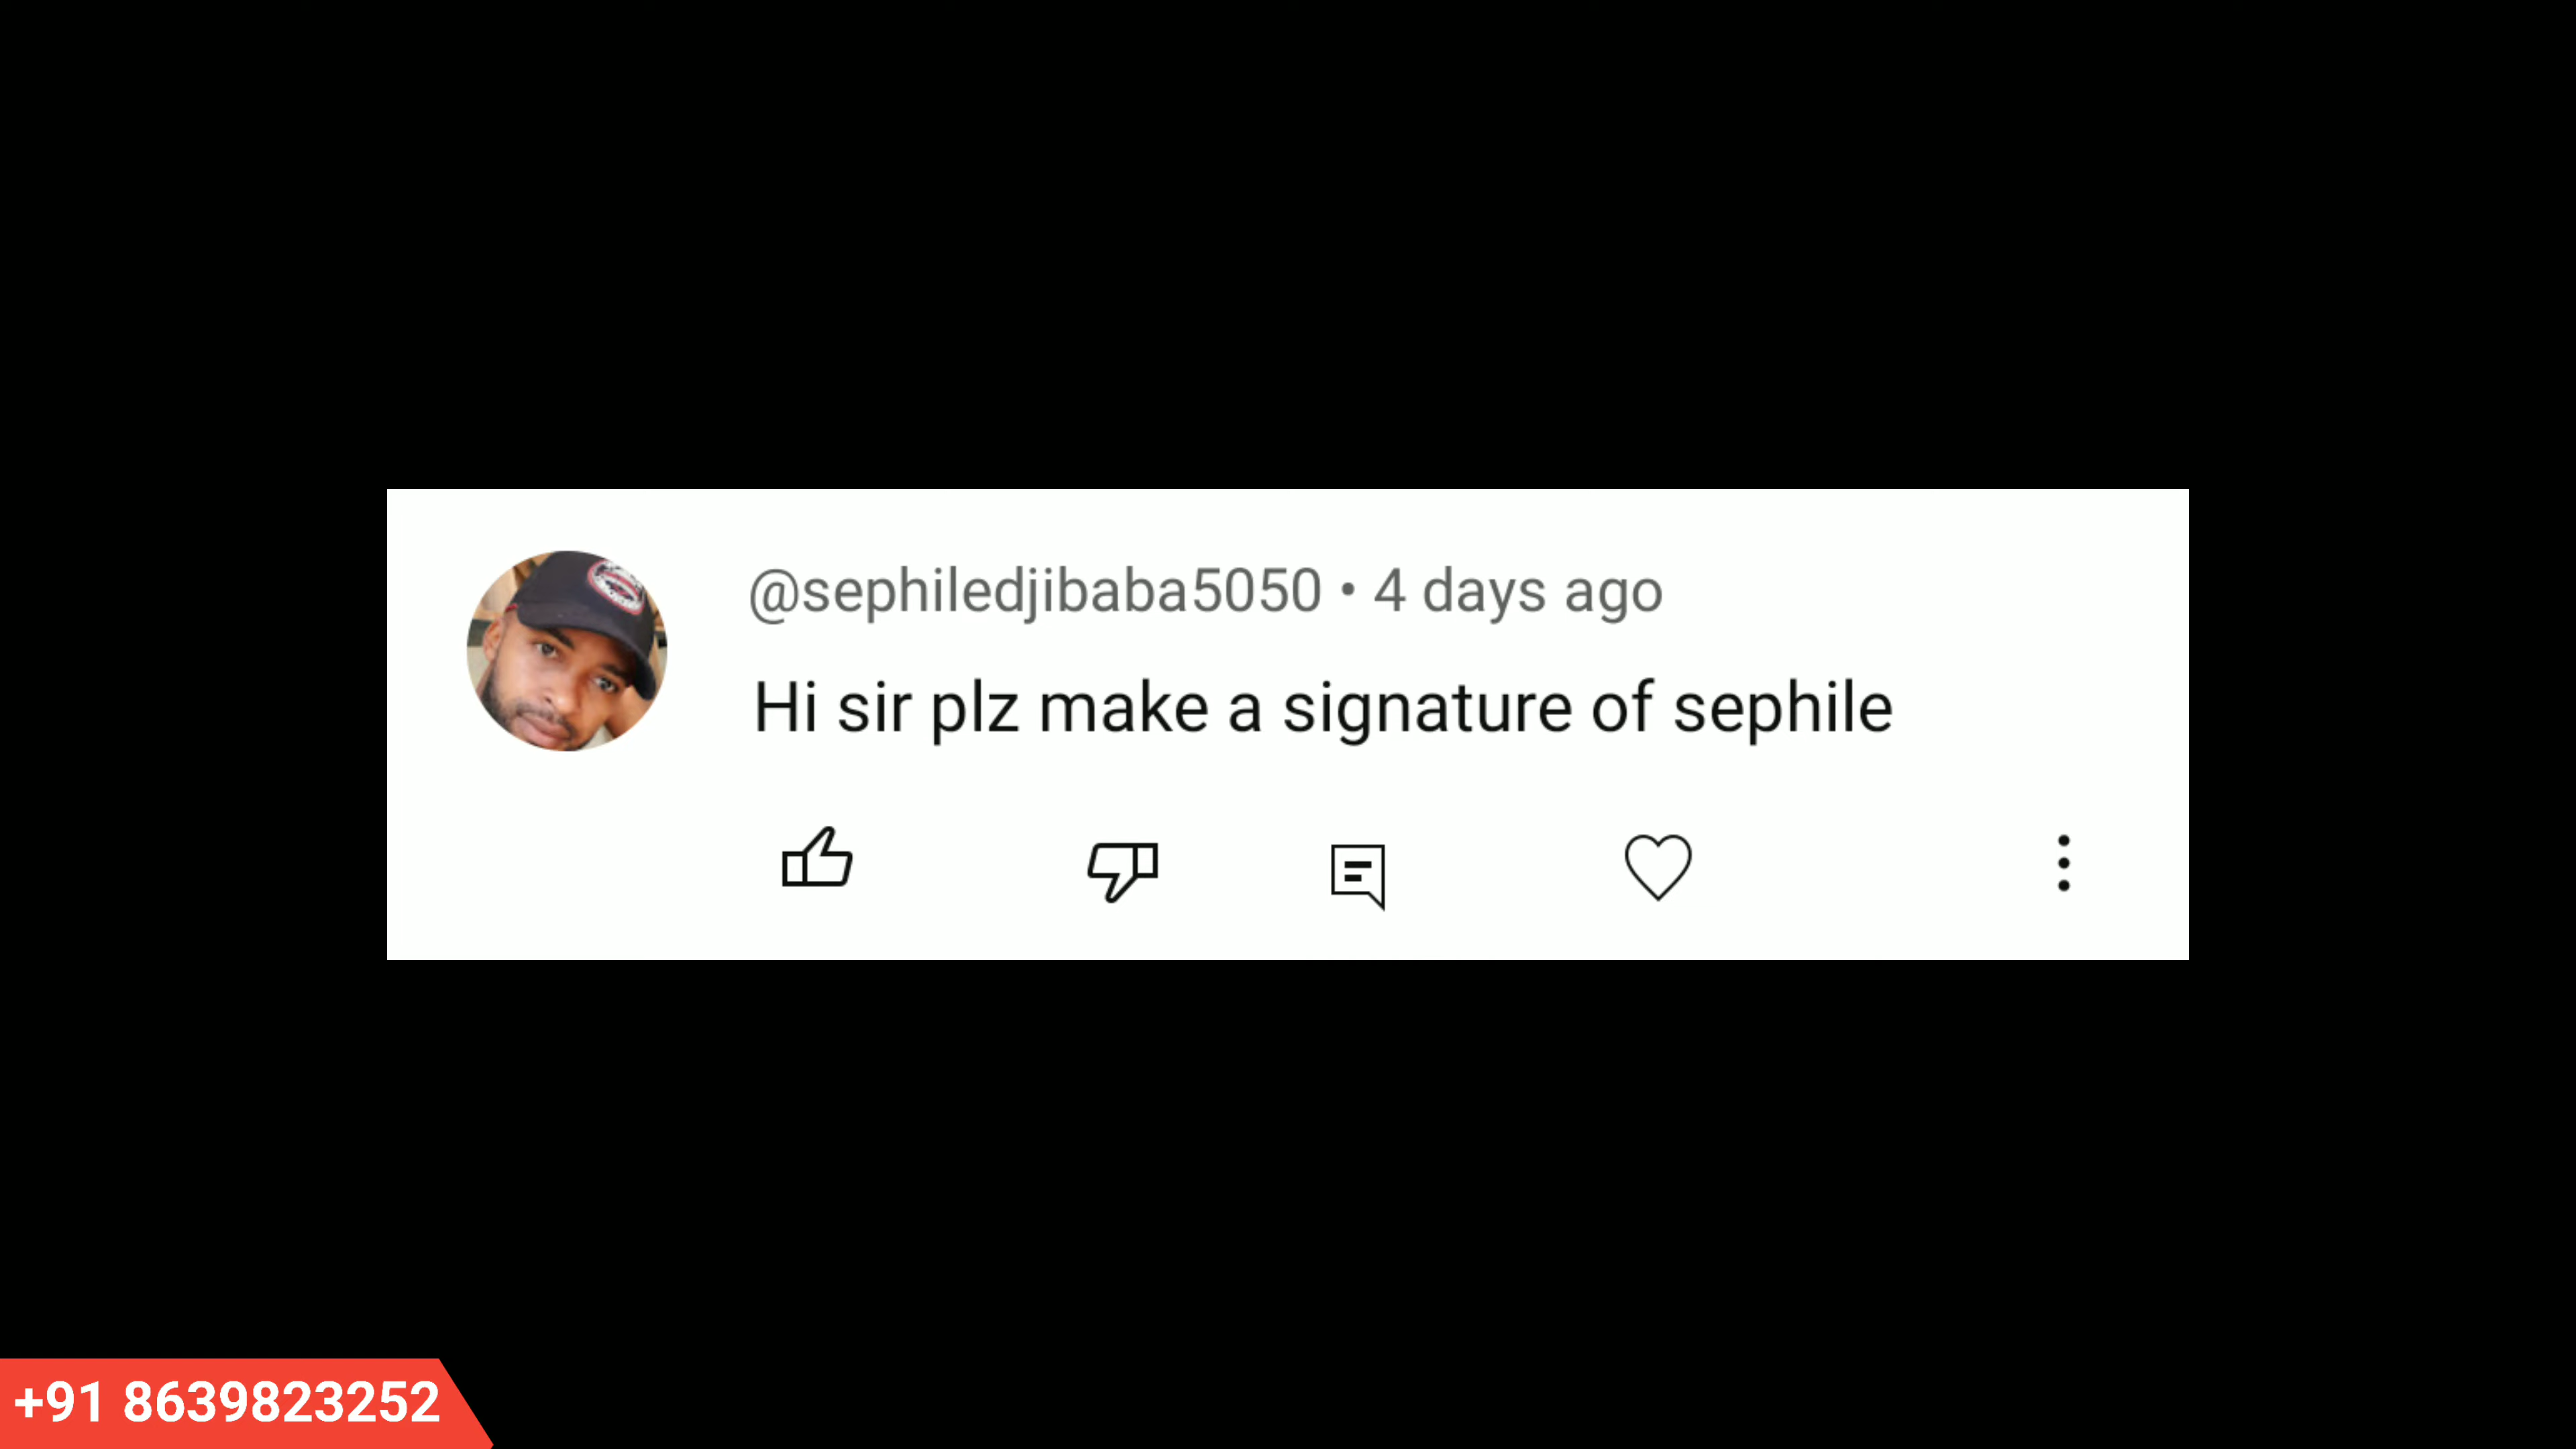 @sephiledjibaba5050 • 4 days ago
Hi sir plz make a signature of sephile
+91 8639823252